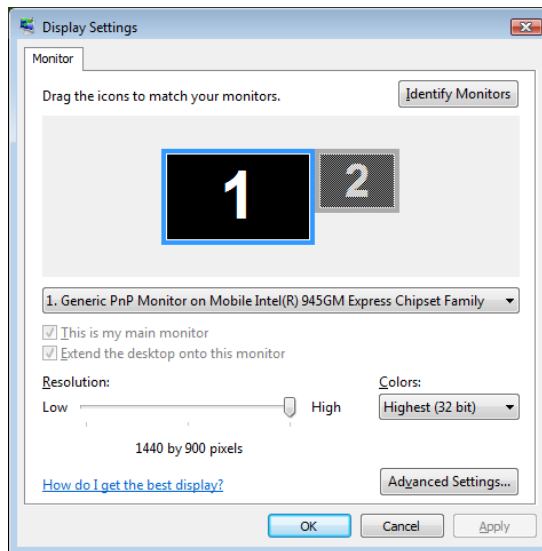 Display Settings
Monitor
Drag the icons to match your monitors.
Identify Monitors
1
2
1. Generic PnP Monitor on Mobile Intel(R) 945GM Express Chipset Family
This is my main monitor
Extend the desktop onto this monitor
Resolution:
Colors:
Low
High
Highest (32 bit)
1440 by 900 pixels
How do I get the best display?
Advanced Settings...
OK
Cancel
Apply